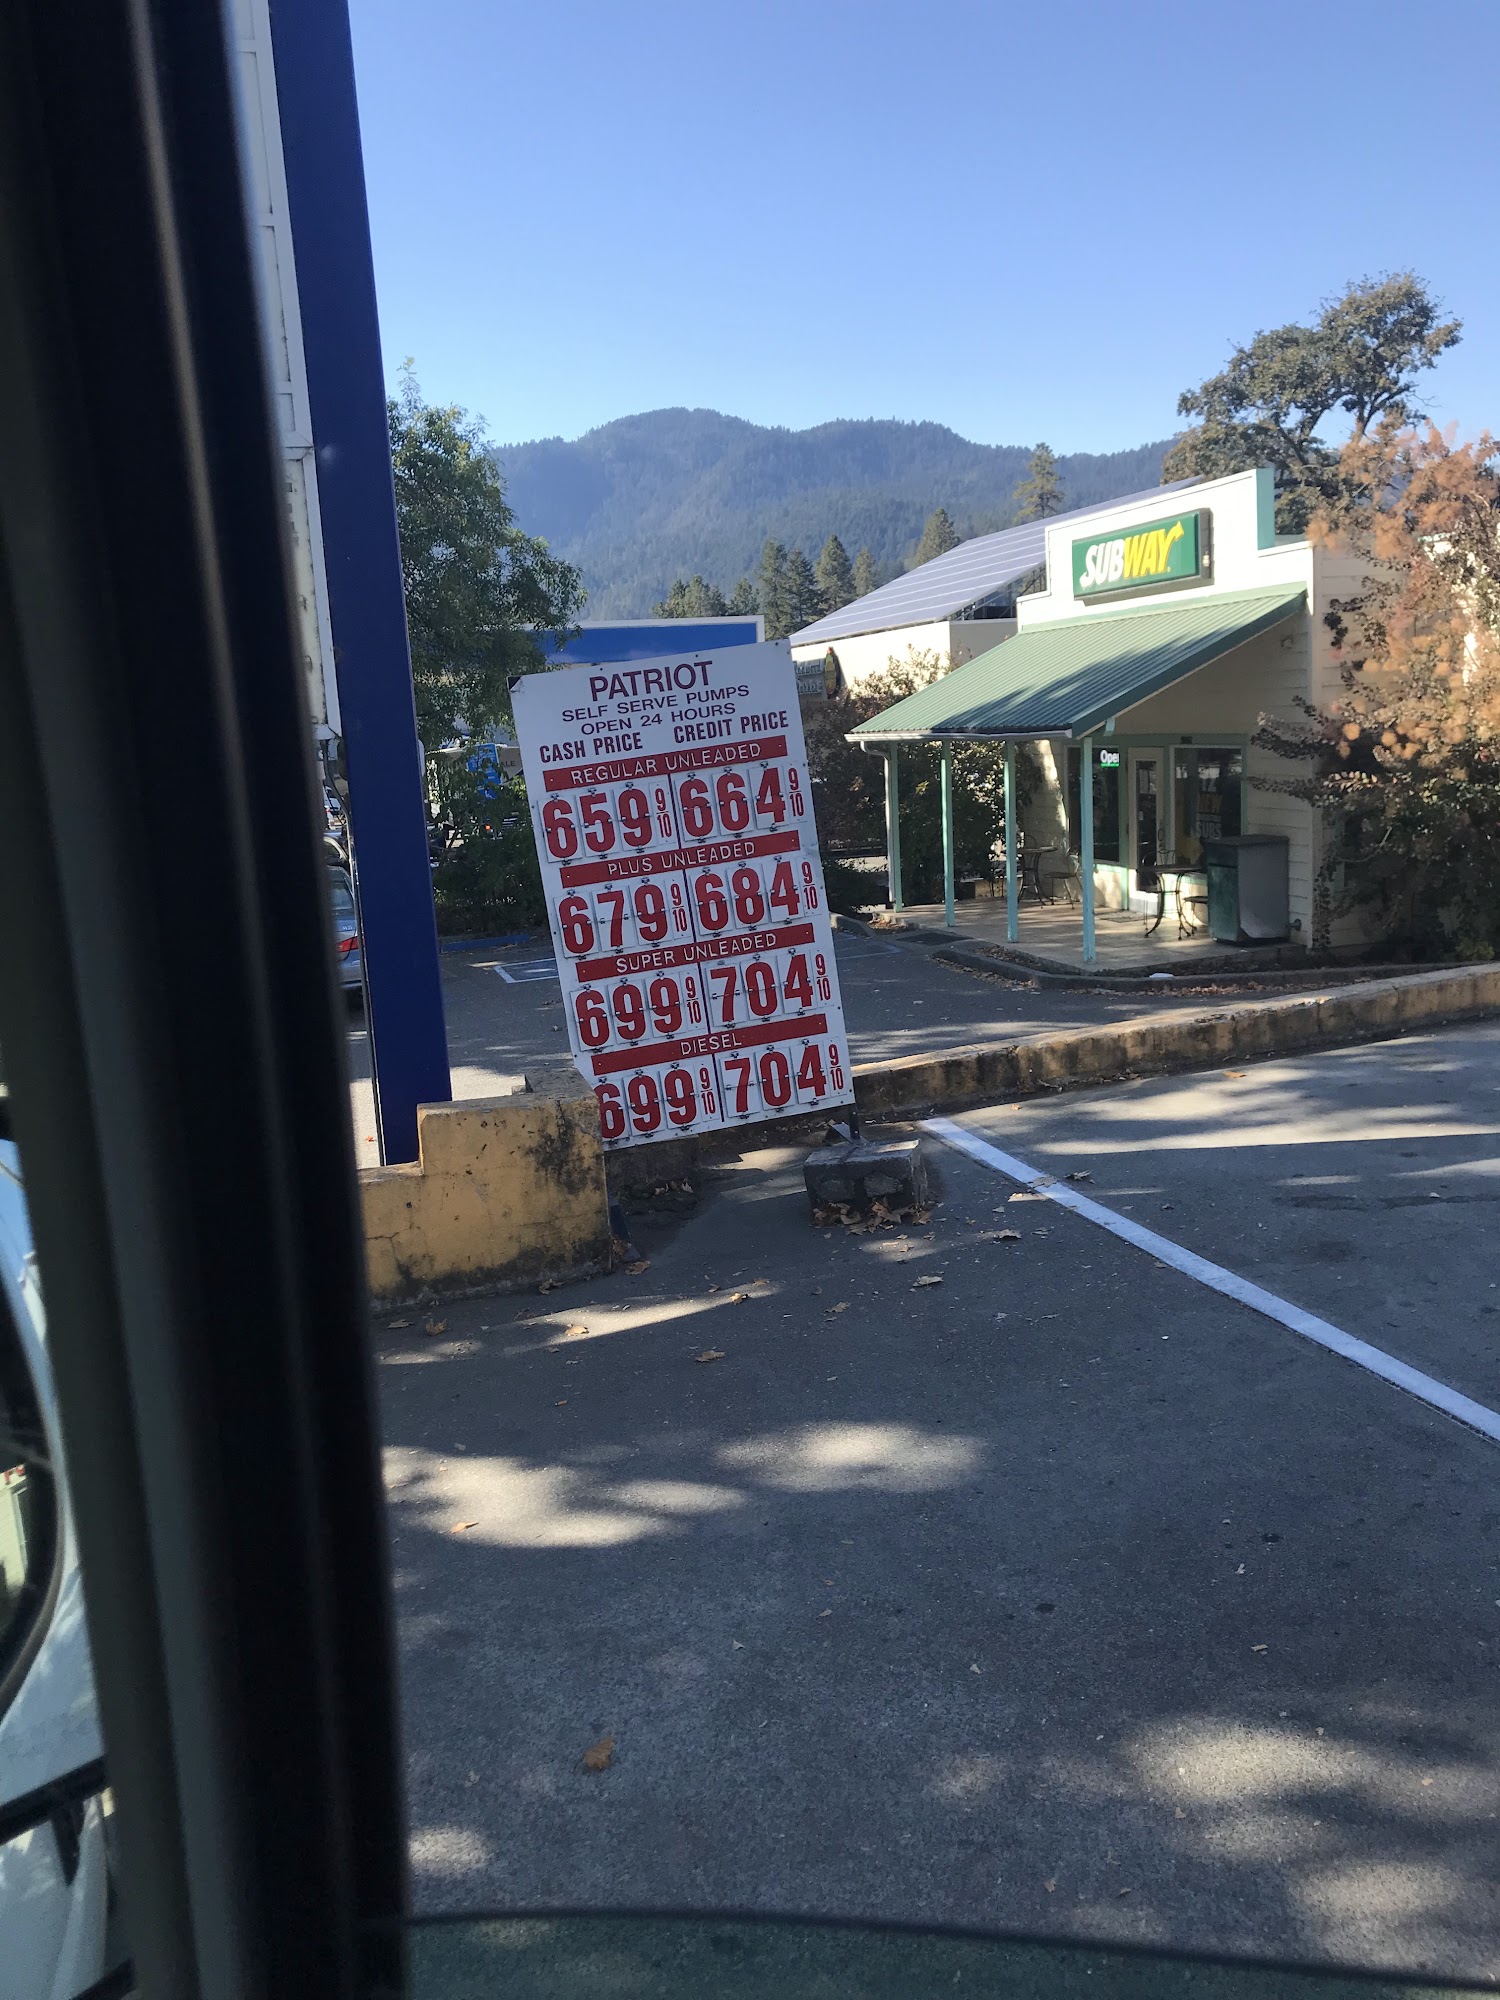 PATRIOT
SELF SERVE PUMPS
OPEN 24 HOURS
CASH PRICE CREDIT PRICE
REGULAR UNLEADED
659 9/10 664 9/10
PLUS UNLEADED
679 9/10 684 9/10
SUPER UNLEADED
699 9/10 704 9/10
DIESEL
699 9/10 704 9/10
SUBWAY
Open
NEW
SUBS